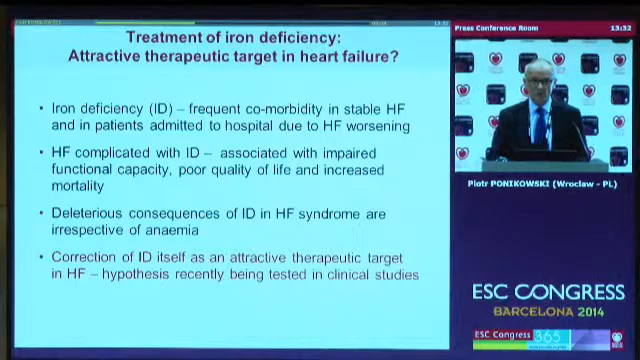 Press Conference Room
13:32
Treatment of iron deficiency:
Attractive therapeutic target in heart failure?
• Iron deficiency (ID) – frequent co-morbidity in stable HF
and in patients admitted to hospital due to HF worsening
• HF complicated with ID – associated with impaired
functional capacity, poor quality of life and increased
mortality
• Deleterious consequences of ID in HF syndrome are
irrespective of anaemia
• Correction of ID itself as an attractive therapeutic target
in HF – hypothesis recently being tested in clinical studies
Piotr PONIKOWSKI (Wroclaw - PL)
ESC CONGRESS
BARCELONA 2014
ESC Congress
365